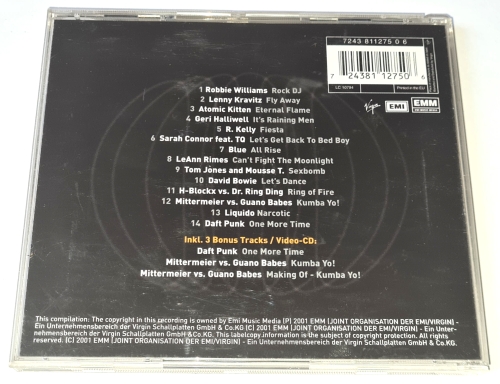 7243 811275 0 6
7 24381 12750 6
LC 10794
Printed in the EU
Virgin
EMI
EMM
1 Robbie Williams Rock DJ
2 Lenny Kravitz Fly Away
3 Atomic Kitten Eternal Flame
4 Geri Halliwell It's Raining Men
5 R. Kelly Fiesta
6 Sarah Connor feat. TQ Let's Get Back To Bed Boy
7 Blue All Rise
8 LeAnn Rimes Can't Fight The Moonlight
9 Tom Jones and Mousse T. Sexbomb
10 David Bowie Let's Dance
11 H-Blockx vs. Dr. Ring Ding Ring of Fire
12 Mittermeier vs. Guano Babes Kumba Yo!
13 Liquido Narcotic
14 Daft Punk One More Time
Inkl. 3 Bonus Tracks / Video-CD:
Daft Punk One More Time
Mittermeier vs. Guano Babes Kumba Yo!
Mittermeier vs. Guano Babes Making Of - Kumba Yo!
This compilation: The copyright in this recording is owned by Emi Music Media (P) 2001 EMM (JOINT ORGANISATION DER EMI/VIRGIN) -
Ein Unternehmensbereich der Virgin Schallplatten GmbH & Co.KG (C) 2001 EMM (JOINT ORGANISATION DER EMI/VIRGIN) - Ein Unter-
nehmensbereich der Virgin Schallplatten GmbH &Co.KG. This labelcopy.information is the subject of copyright protection. All rights
reserved. (C) 2001 EMM (JOINT ORGANISATION DER EMI/VIRGIN) - Ein Unternehmensbereich der Virgin Schallplatten GmbH & Co.KG.